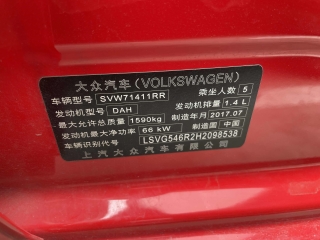 大众汽车(VOLKSWAGEN)
车辆型号 SVW71411RR 乘坐人数 5
发动机型号 DAH 发动机排量 1.4 L
最大允许总质量 1590kg 制造年月 2017.07
发动机最大净功率 66 kW 制造国 中国
车辆识别代号 LSVG546R2H2098538
上汽大众汽车有限公司